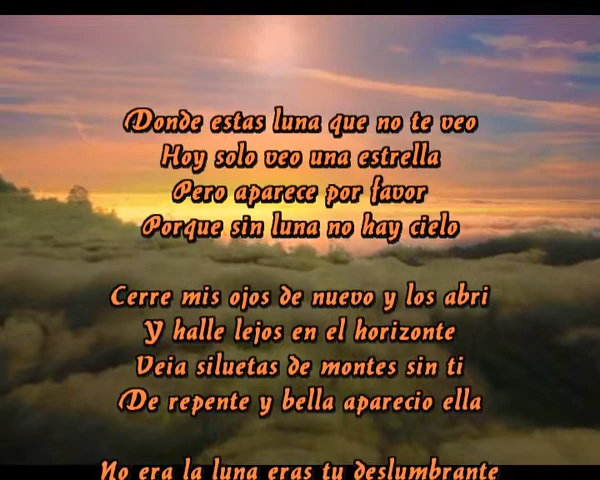 Donde estas luna que no te veo
Hoy solo veo una estrella
Pero aparece por favor
Porque sin luna no hay cielo
Cerre mis ojos de nuevo y los abri
Y halle lejos en el horizonte
Veia siluetas de montes sin ti
De repente y bella aparecio ella
No era la luna eras tu deslumbrante